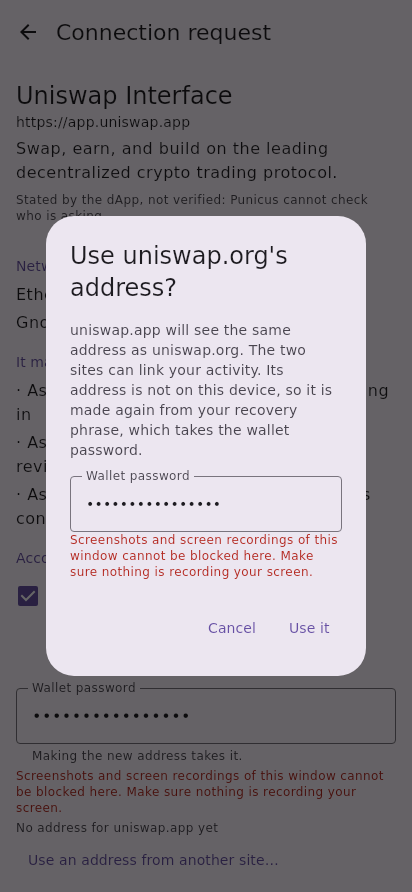 Connection request
Uniswap Interface
https://app.uniswap.app
Swap, earn, and build on the leading
decentralized crypto trading protocol.
Stated by the dApp, not verified: Punicus cannot check
who is asking
Use uniswap.org's
address?
uniswap.app will see the same
address as uniswap.org. The two
sites can link your activity. Its
address is not on this device, so it is
made again from your recovery
phrase, which takes the wallet
password.
Wallet password
••••••••••••••••
Screenshots and screen recordings of this
window cannot be blocked here. Make
sure nothing is recording your screen.
Cancel
Use it
Wallet password
••••••••••••••••
Making the new address takes it.
Screenshots and screen recordings of this window cannot
be blocked here. Make sure nothing is recording your
screen.
No address for uniswap.app yet
Use an address from another site...